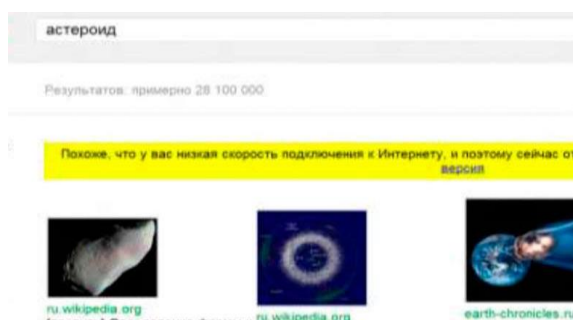 астероид
Результатов: примерно 28 100 000
Похоже, что у вас низкая скорость подключения к Интернету, и поэтому сейчас от
версия
ru.wikipedia.org
ru.wikipedia.org
earth-chronicles.ru